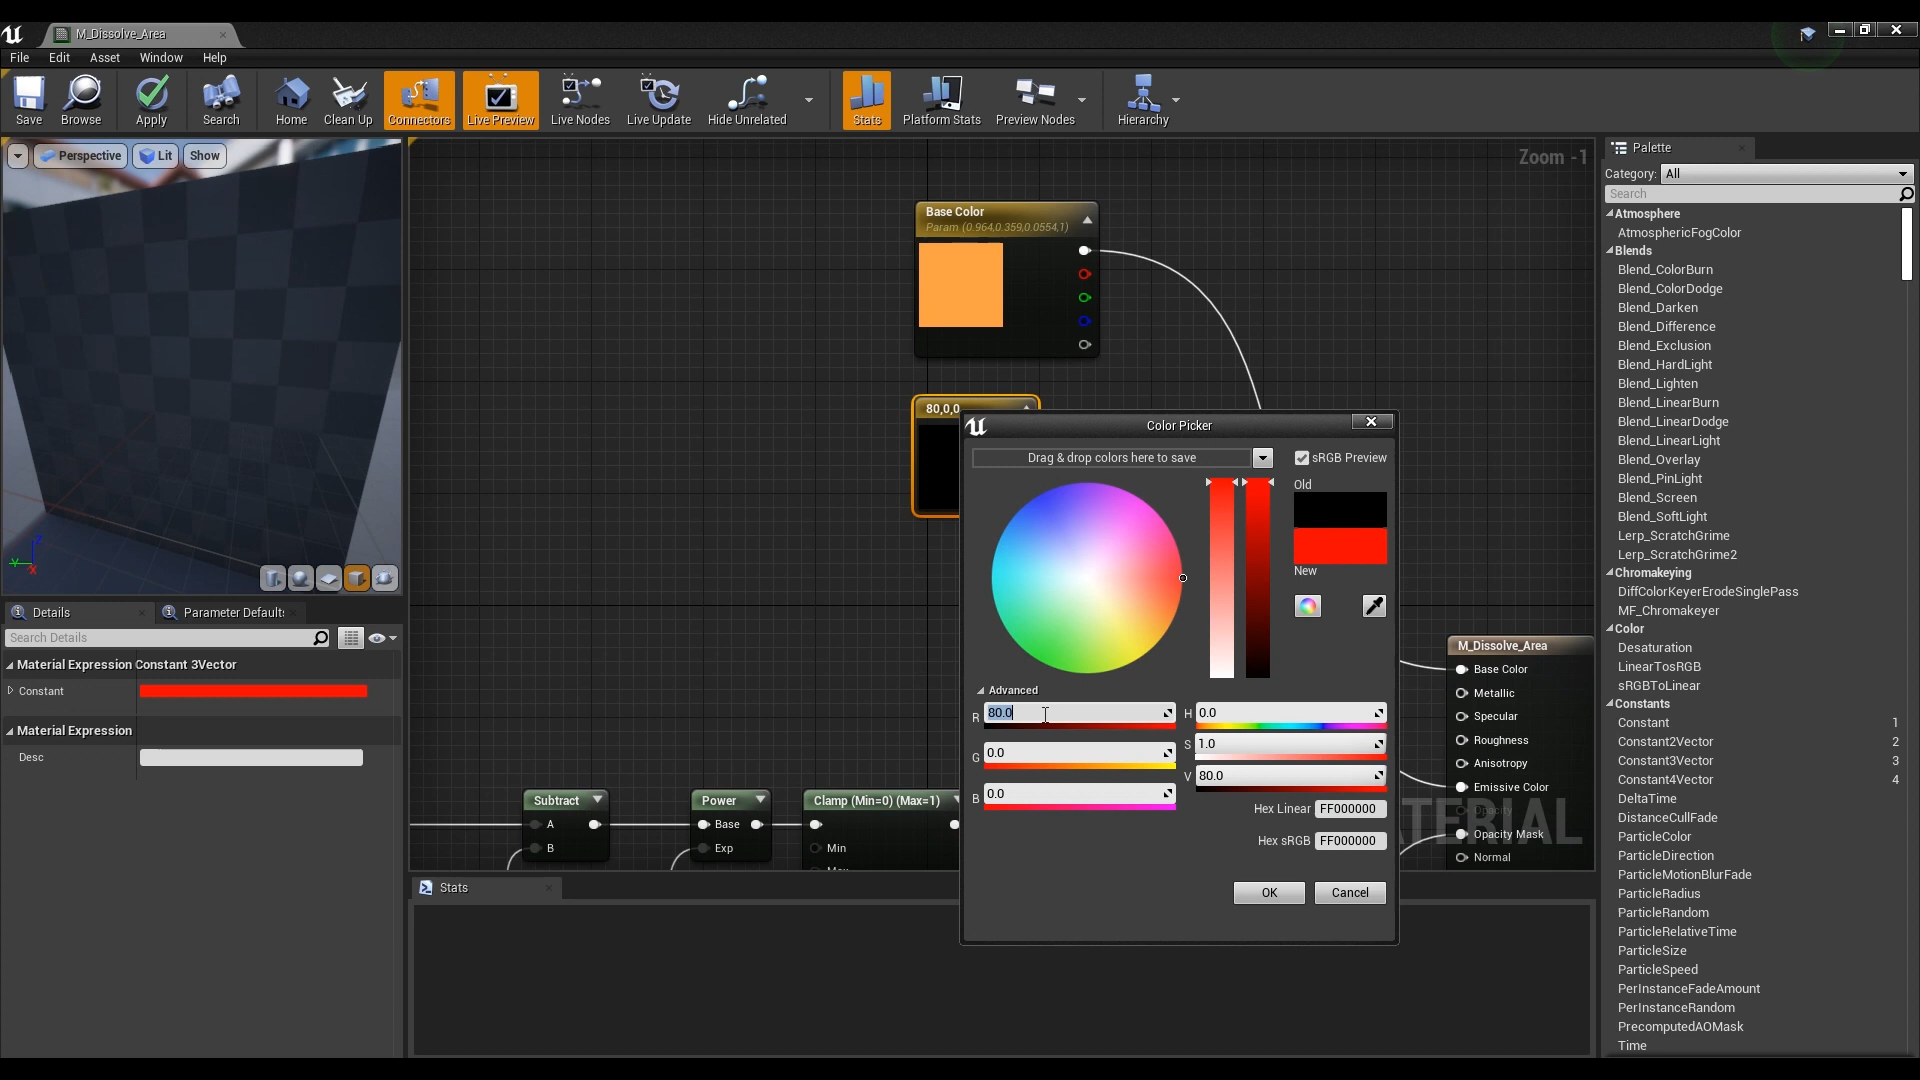 M_Dissolve_Area
File Edit Asset Window Help
Save Browse Apply Search Home Clean Up Connectors Live Preview Live Nodes Live Update Hide Unrelated Stats Platform Stats Preview Nodes Hierarchy
Perspective Lit Show
Zoom -1
Palette
Category: All
Search
Atmosphere
AtmosphericFogColor
Blends
Blend_ColorBurn
Blend_ColorDodge
Blend_Darken
Blend_Difference
Blend_Exclusion
Blend_HardLight
Blend_Lighten
Blend_LinearBurn
Blend_LinearDodge
Blend_LinearLight
Blend_Overlay
Blend_PinLight
Blend_Screen
Blend_SoftLight
Lerp_ScratchGrime
Lerp_ScratchGrime2
Chromakeying
DiffColorKeyerErodeSinglePass
MF_Chromakeyer
Color
Desaturation
LinearTosRGB
sRGBToLinear
Constants
Constant 1
Constant2Vector 2
Constant3Vector 3
Constant4Vector 4
DeltaTime
DistanceCullFade
ParticleColor
ParticleDirection
ParticleMotionBlurFade
ParticleRadius
ParticleRandom
ParticleRelativeTime
ParticleSize
ParticleSpeed
PerInstanceFadeAmount
PerInstanceRandom
PrecomputedAOMask
Time
Base Color
Param (0.964,0.359,0.0554,1)
80,0,0
Color Picker
Drag & drop colors here to save
sRGB Preview
Old
New
Advanced
R 80.0
G 0.0
B 0.0
H 0.0
S 1.0
V 80.0
Hex Linear FF000000
Hex sRGB FF000000
OK Cancel
M_Dissolve_Area
Base Color
Metallic
Specular
Roughness
Anisotropy
Emissive Color
Opacity
Opacity Mask
Normal
TERIAL
Subtract
A
B
Power
Base
Exp
Clamp (Min=0) (Max=1)
Min
Stats
Details
Parameter Default
Search Details
Material Expression Constant 3Vector
Constant
Material Expression
Desc
Z
Y
X